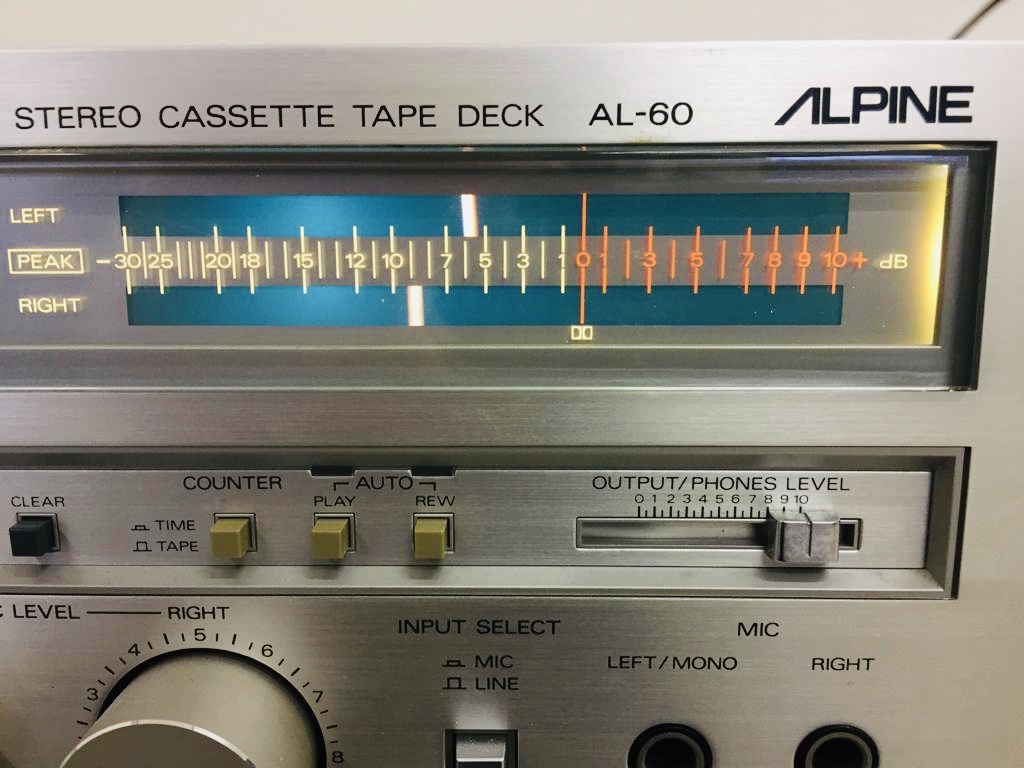 STEREO CASSETTE TAPE DECK AL-60 ALPINE
LEFT
PEAK −30 25 20 18 15 12 10 7 5 3 1 0 1 3 5 7 8 9 10 + dB
RIGHT
COUNTER AUTO OUTPUT/PHONES LEVEL
CLEAR PLAY REW 0 1 2 3 4 5 6 7 8 9 10
TIME
TAPE
LEVEL RIGHT
INPUT SELECT MIC
MIC LEFT/MONO RIGHT
LINE
3 4 5 6 7 8